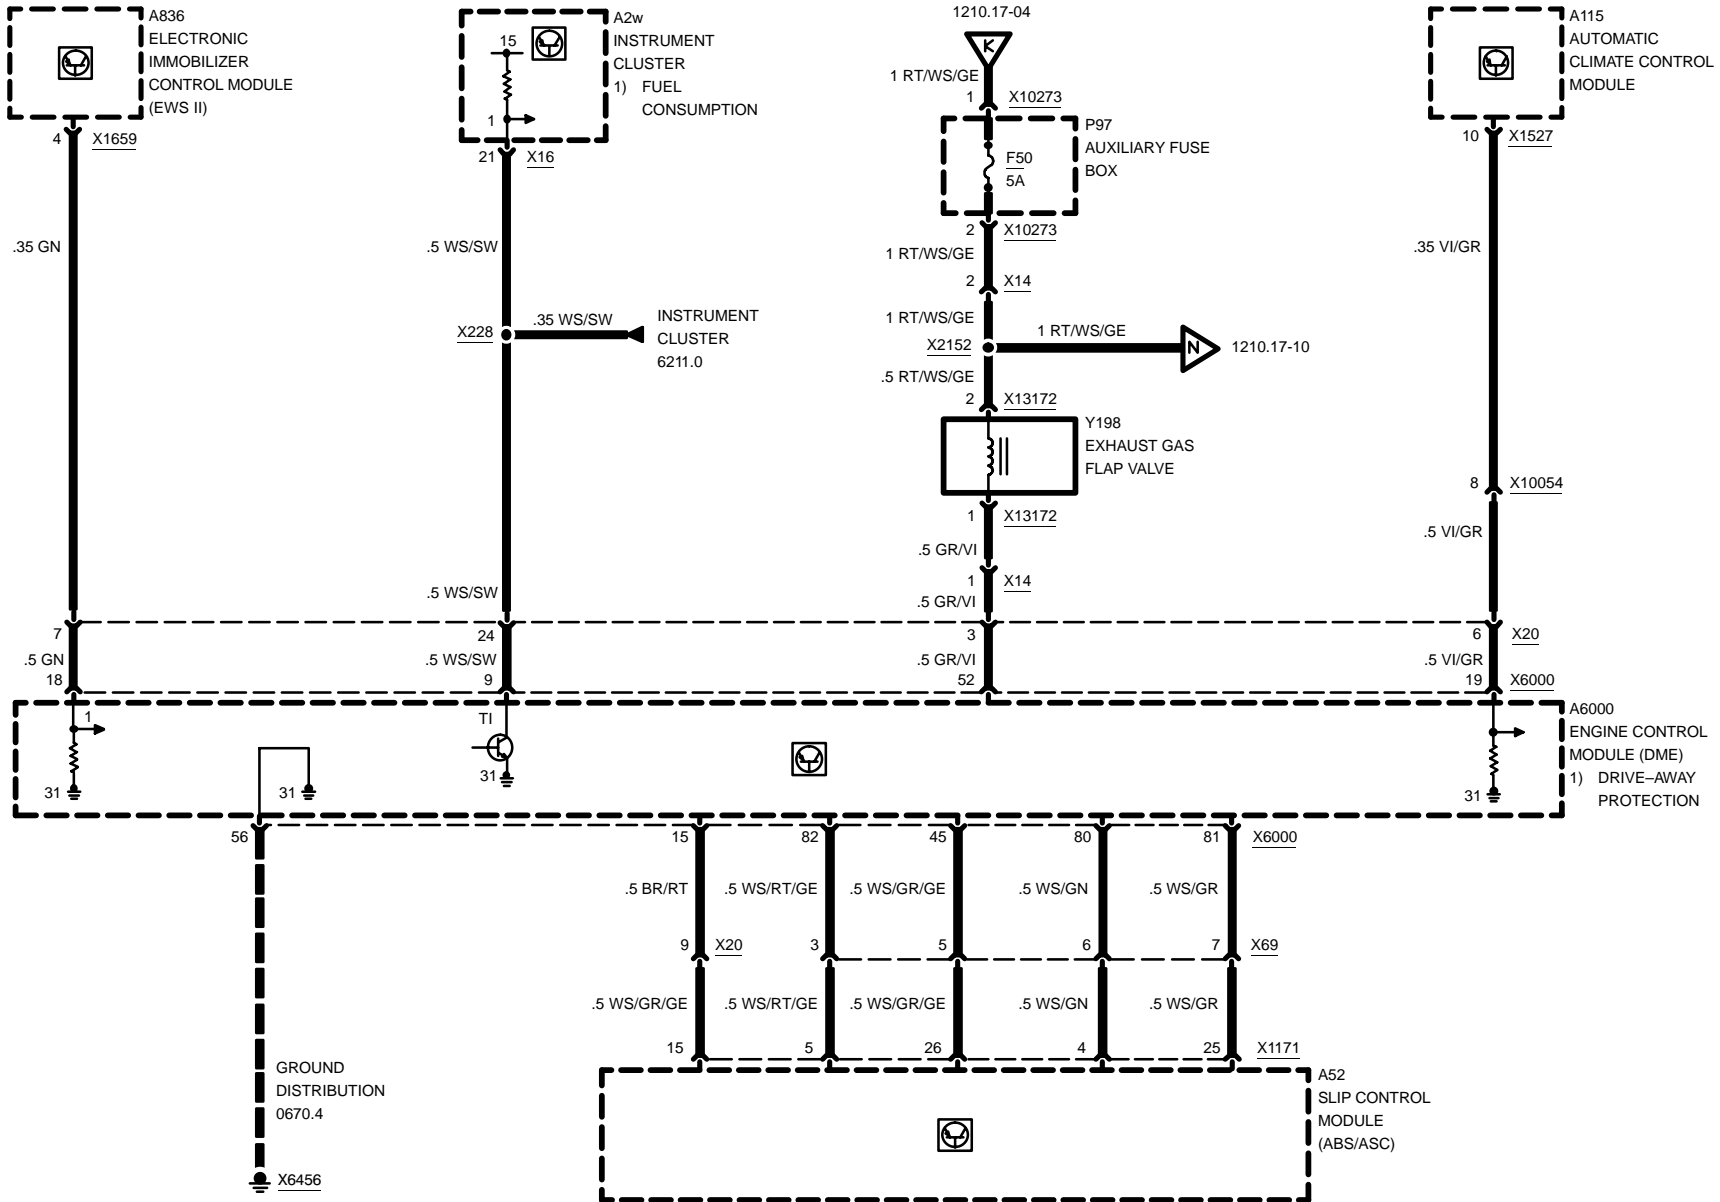 A836
ELECTRONIC
IMMOBILIZER
CONTROL MODULE
(EWS II)
15
1
A2w
INSTRUMENT
CLUSTER
1) FUEL
CONSUMPTION
1210.17-04
K
1 RT/WS/GE
1 X10273
P97
AUXILIARY FUSE
BOX
F50
5A
A115
AUTOMATIC
CLIMATE CONTROL
MODULE
4 X1659
21 X16
2 X10273
10 X1527
.35 GN
.5 WS/SW
1 RT/WS/GE
.35 VI/GR
2 X14
X228
.35 WS/SW
INSTRUMENT
CLUSTER
6211.0
1 RT/WS/GE
X2152
1 RT/WS/GE
N
1210.17-10
.5 RT/WS/GE
2 X13172
Y198
EXHAUST GAS
FLAP VALVE
8 X10054
1 X13172
.5 GR/VI
.5 VI/GR
1 X14
.5 WS/SW
.5 GR/VI
7 24 3 6 X20
.5 GN .5 WS/SW .5 GR/VI .5 VI/GR
18 9 52 19 X6000
1
31
31
TI
31
31
A6000
ENGINE CONTROL
MODULE (DME)
1) DRIVE–AWAY
PROTECTION
56 15 82 45 80 81 X6000
.5 BR/RT .5 WS/RT/GE .5 WS/GR/GE .5 WS/GN .5 WS/GR
9 X20 3 5 6 7 X69
.5 WS/GR/GE .5 WS/RT/GE .5 WS/GR/GE .5 WS/GN .5 WS/GR
15 5 26 4 25 X1171
GROUND
DISTRIBUTION
0670.4
A52
SLIP CONTROL
MODULE
(ABS/ASC)
X6456